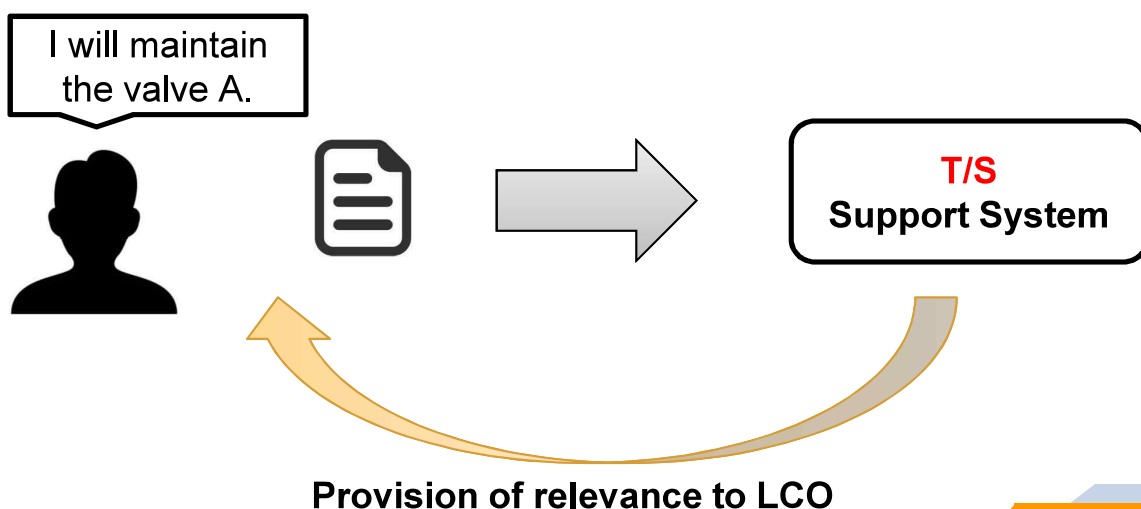 I will maintain
the valve A.
T/S
Support System
Provision of relevance to LCO